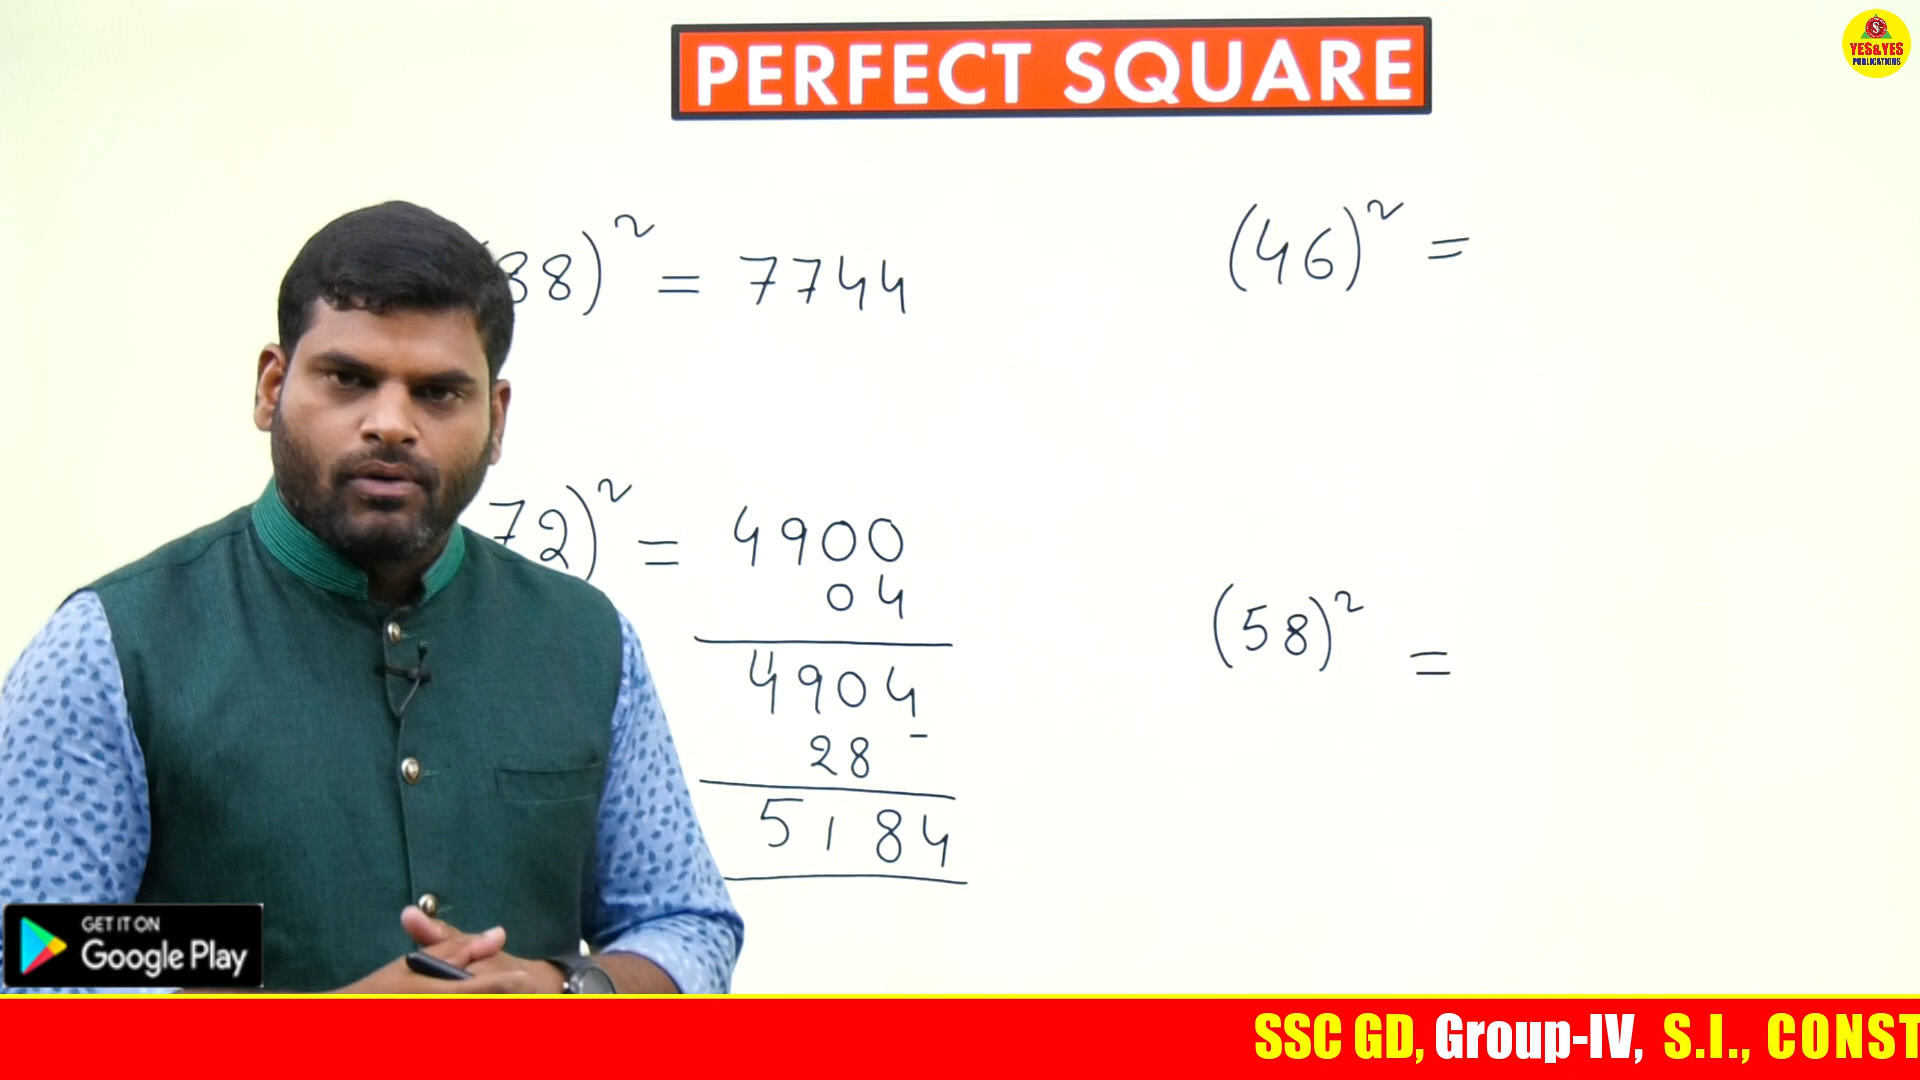 PERFECT SQUARE
YES&YES
PUBLICATIONS
88)² = 7744
(46)² =
72)² = 4900
04
4904
28 -
5184
(58)² =
GET IT ON
Google Play
SSC GD, Group-IV, S.I., CONST